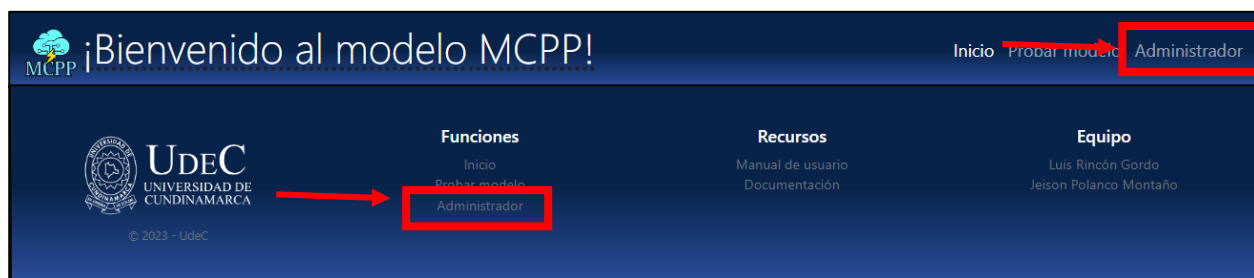 MCPP
¡Bienvenido al modelo MCPP!
Inicio Probar modelo Administrador
UDEC
UNIVERSIDAD DE
CUNDINAMARCA
© 2023 - UdeC
Funciones
Inicio
Probar modelo
Administrador
Recursos
Manual de usuario
Documentación
Equipo
Luis Rincón Gordo
Jeison Polanco Montaño